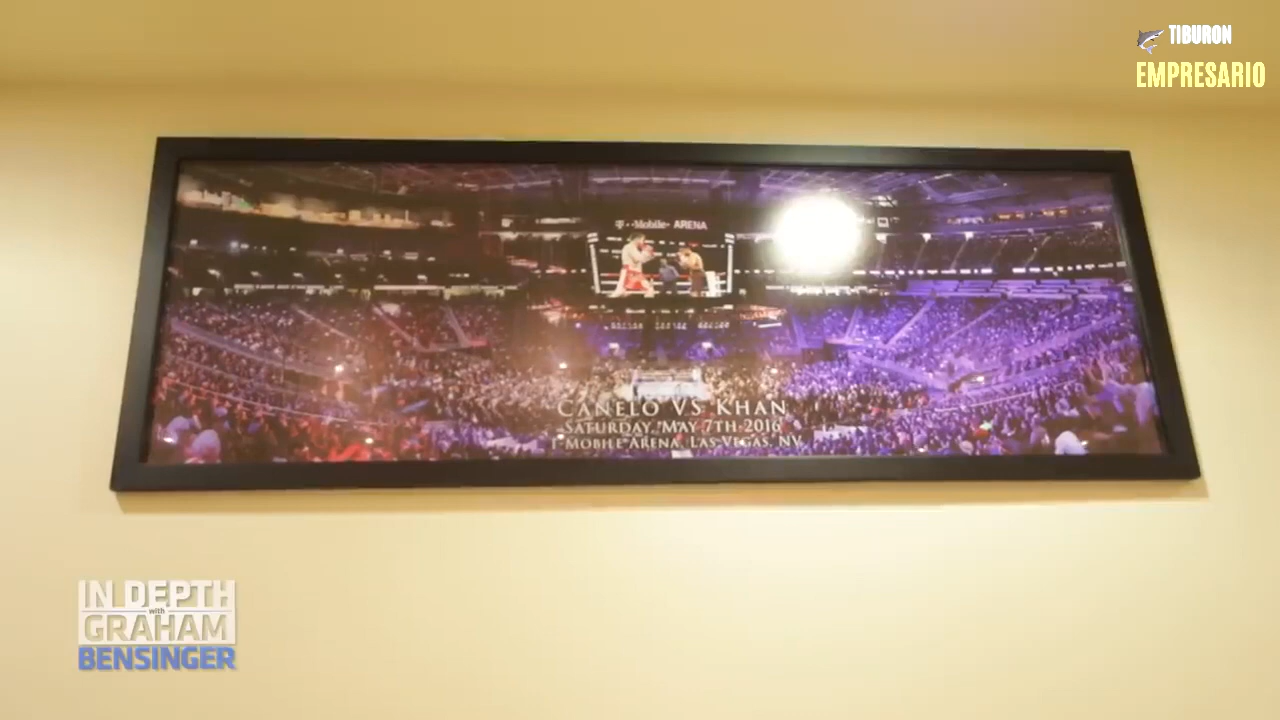 TIBURON
EMPRESARIO
T··Mobile· ARENA
CANELO VS KHAN
SATURDAY, MAY 7TH 2016
T-MOBILE ARENA, LAS VEGAS, NV
IN DEPTH
with
GRAHAM
BENSINGER